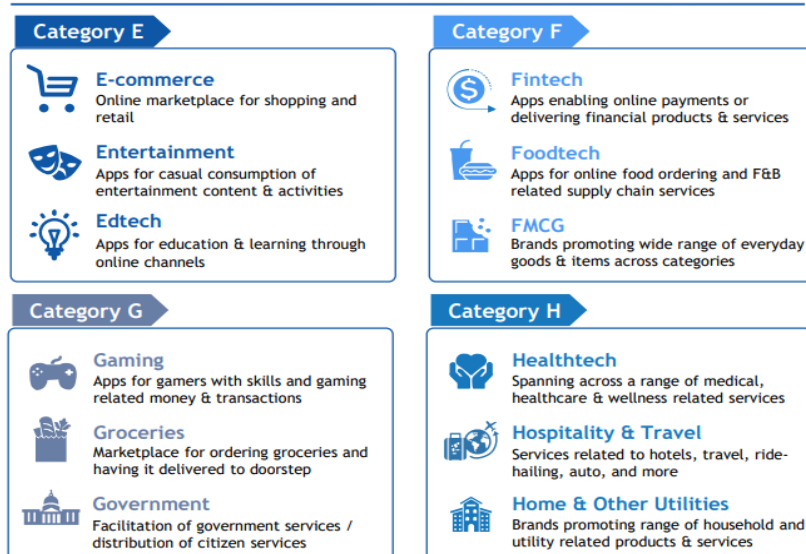 Category E
E-commerce
Online marketplace for shopping and
retail
Entertainment
Apps for casual consumption of
entertainment content & activities
Edtech
Apps for education & learning through
online channels
Category F
Fintech
Apps enabling online payments or
delivering financial products & services
Foodtech
Apps for online food ordering and F&B
related supply chain services
FMCG
Brands promoting wide range of everyday
goods & items across categories
Category G
Gaming
Apps for gamers with skills and gaming
related money & transactions
Groceries
Marketplace for ordering groceries and
having it delivered to doorstep
Government
Facilitation of government services /
distribution of citizen services
Category H
Healthtech
Spanning across a range of medical,
healthcare & wellness related services
Hospitality & Travel
Services related to hotels, travel, ride-
hailing, auto, and more
Home & Other Utilities
Brands promoting range of household and
utility related products & services